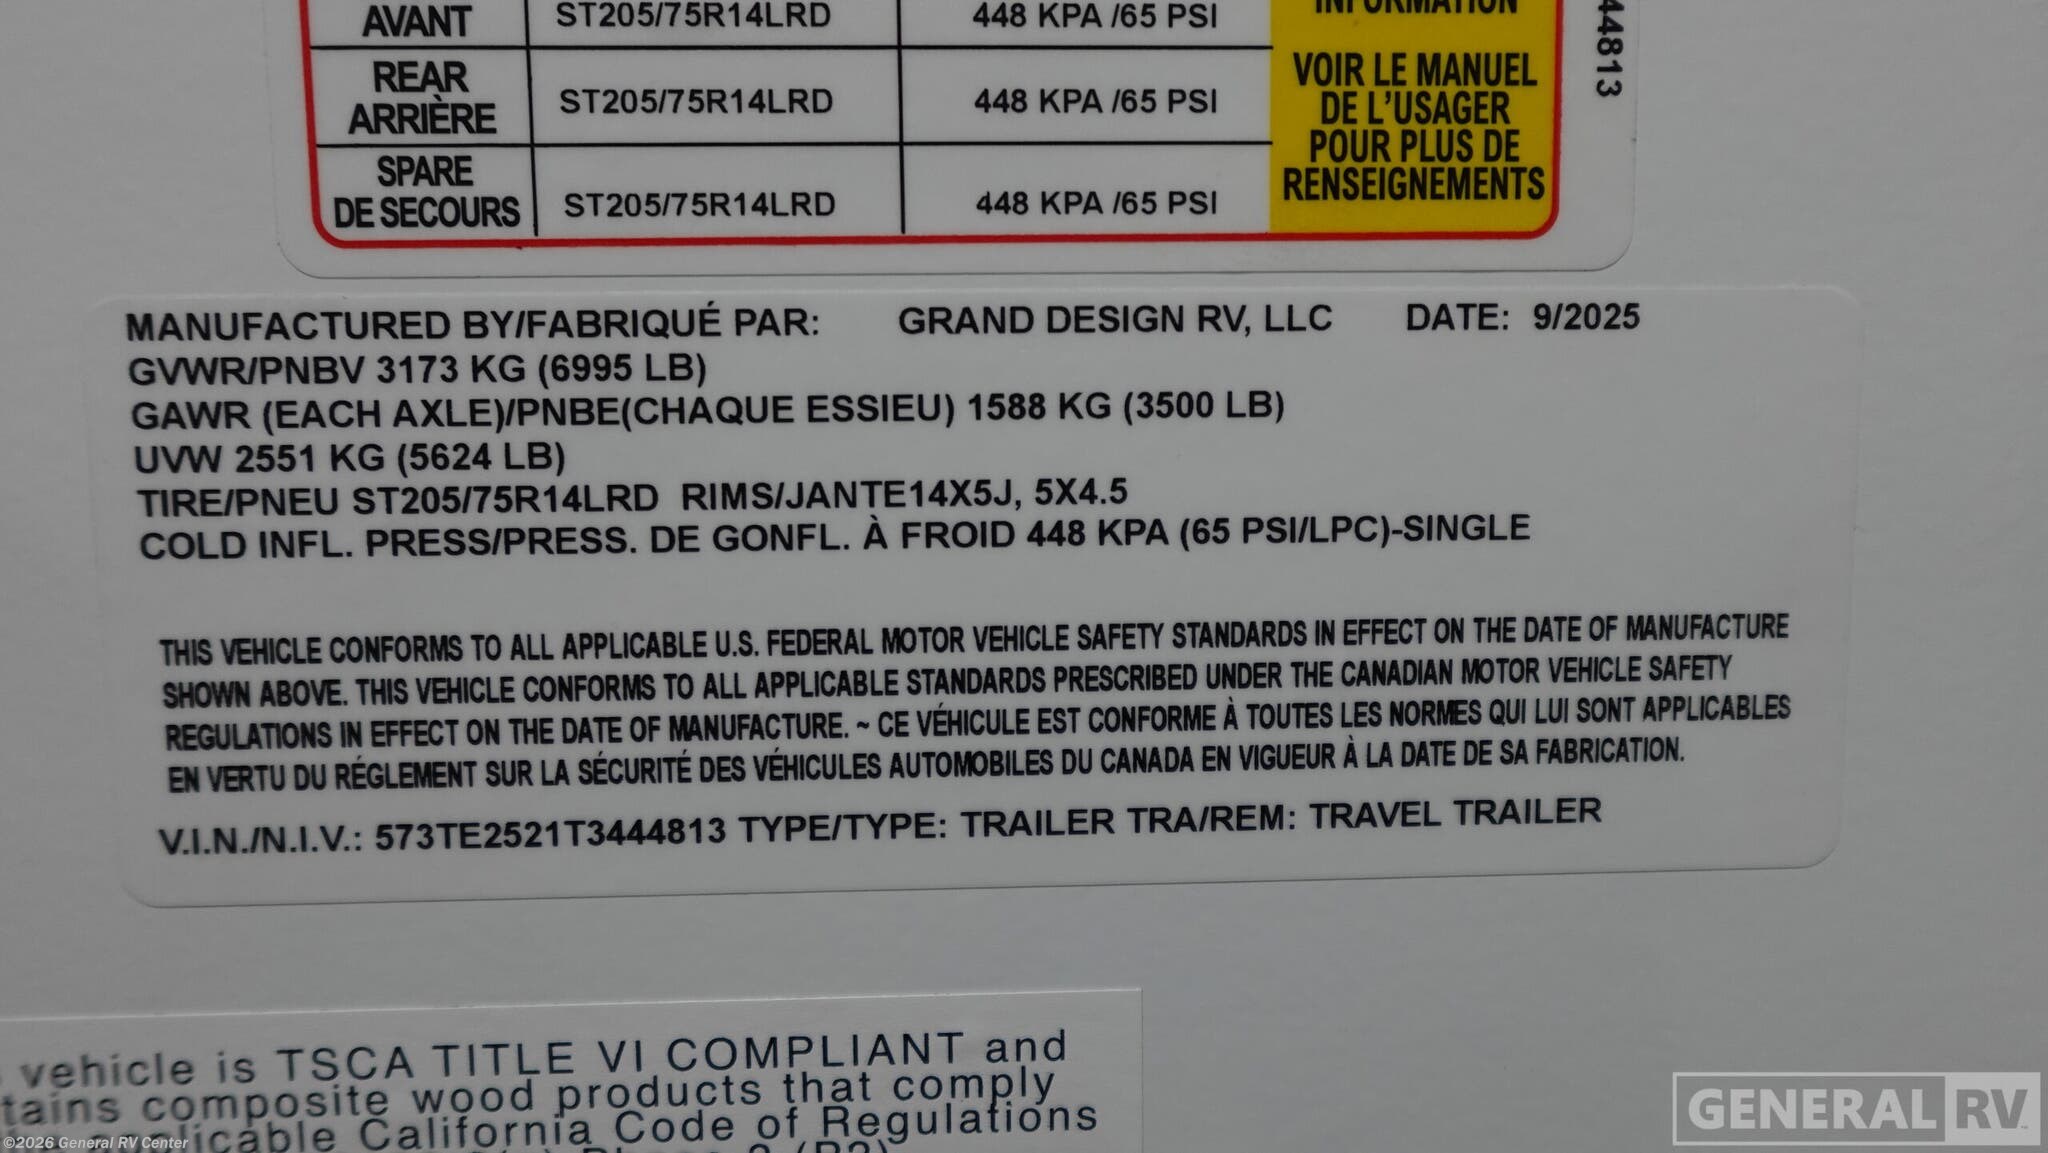 AVANT ST205/75R14LRD 448 KPA /65 PSI
INFORMATION
REAR
ARRIÈRE ST205/75R14LRD 448 KPA /65 PSI
SPARE
DE SECOURS ST205/75R14LRD 448 KPA /65 PSI
VOIR LE MANUEL
DE L'USAGER
POUR PLUS DE
RENSEIGNEMENTS
44813
MANUFACTURED BY/FABRIQUÉ PAR: GRAND DESIGN RV, LLC DATE: 9/2025
GVWR/PNBV 3173 KG (6995 LB)
GAWR (EACH AXLE)/PNBE(CHAQUE ESSIEU) 1588 KG (3500 LB)
UVW 2551 KG (5624 LB)
TIRE/PNEU ST205/75R14LRD RIMS/JANTE14X5J, 5X4.5
COLD INFL. PRESS/PRESS. DE GONFL. À FROID 448 KPA (65 PSI/LPC)-SINGLE
THIS VEHICLE CONFORMS TO ALL APPLICABLE U.S. FEDERAL MOTOR VEHICLE SAFETY STANDARDS IN EFFECT ON THE DATE OF MANUFACTURE
SHOWN ABOVE. THIS VEHICLE CONFORMS TO ALL APPLICABLE STANDARDS PRESCRIBED UNDER THE CANADIAN MOTOR VEHICLE SAFETY
REGULATIONS IN EFFECT ON THE DATE OF MANUFACTURE. ~ CE VÉHICULE EST CONFORME À TOUTES LES NORMES QUI LUI SONT APPLICABLES
EN VERTU DU RÉGLEMENT SUR LA SÉCURITÉ DES VÉHICULES AUTOMOBILES DU CANADA EN VIGUEUR À LA DATE DE SA FABRICATION.
V.I.N./N.I.V.: 573TE2521T3444813 TYPE/TYPE: TRAILER TRA/REM: TRAVEL TRAILER
vehicle is TSCA TITLE VI COMPLIANT and
tains composite wood products that comply
applicable California Code of Regulations
©2026 General RV Center
GENERAL RV